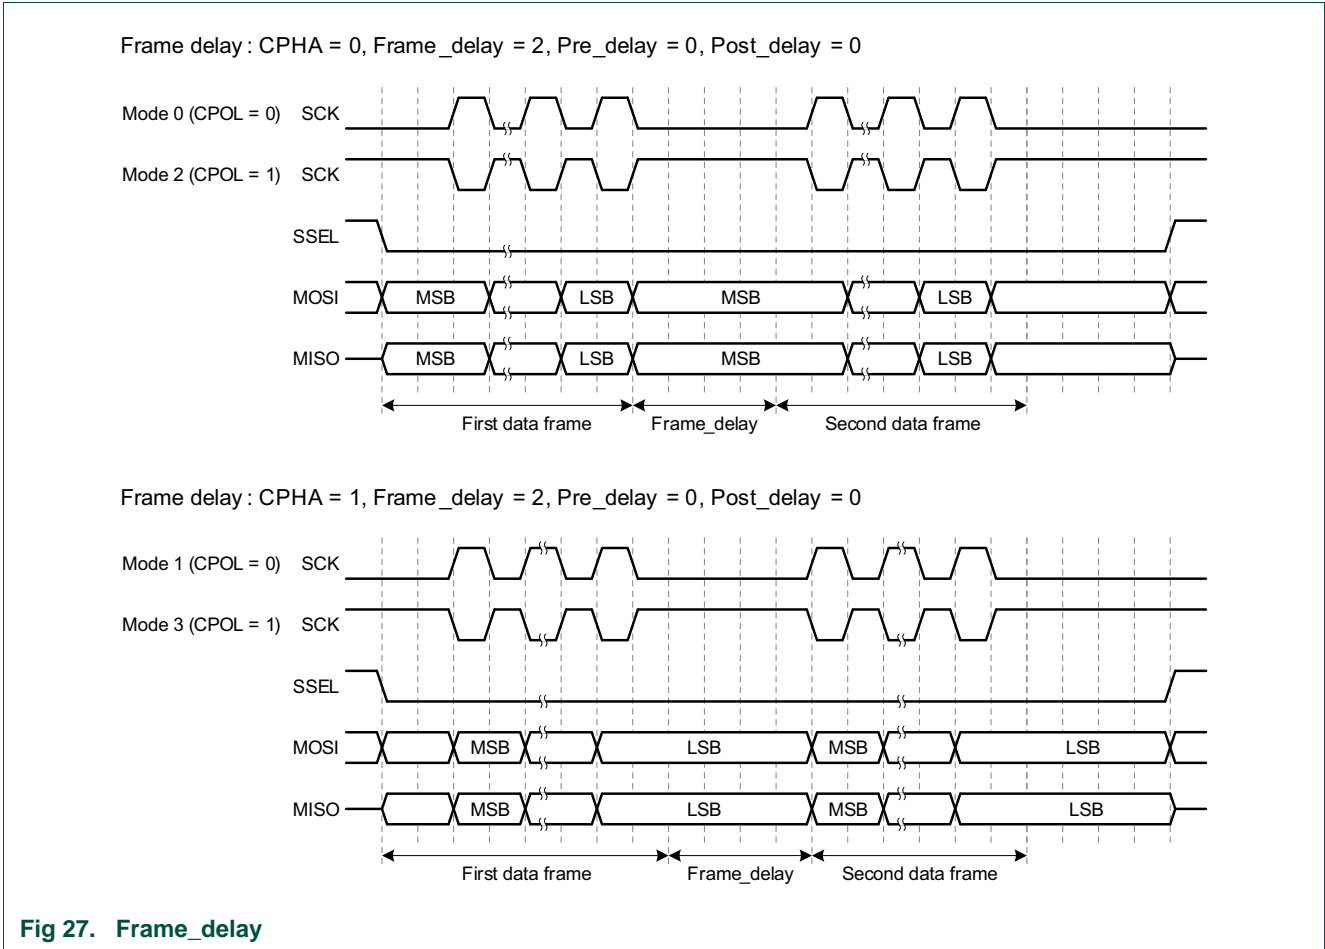 Frame delay : CPHA = 0, Frame_delay = 2, Pre_delay = 0, Post_delay = 0
Mode 0 (CPOL = 0) SCK
Mode 2 (CPOL = 1) SCK
SSEL
MOSI MSB LSB MSB LSB
MISO MSB LSB MSB LSB
First data frame Frame_delay Second data frame
Frame delay : CPHA = 1, Frame_delay = 2, Pre_delay = 0, Post_delay = 0
Mode 1 (CPOL = 0) SCK
Mode 3 (CPOL = 1) SCK
SSEL
MOSI MSB LSB MSB LSB
MISO MSB LSB MSB LSB
First data frame Frame_delay Second data frame
Fig 27. Frame_delay